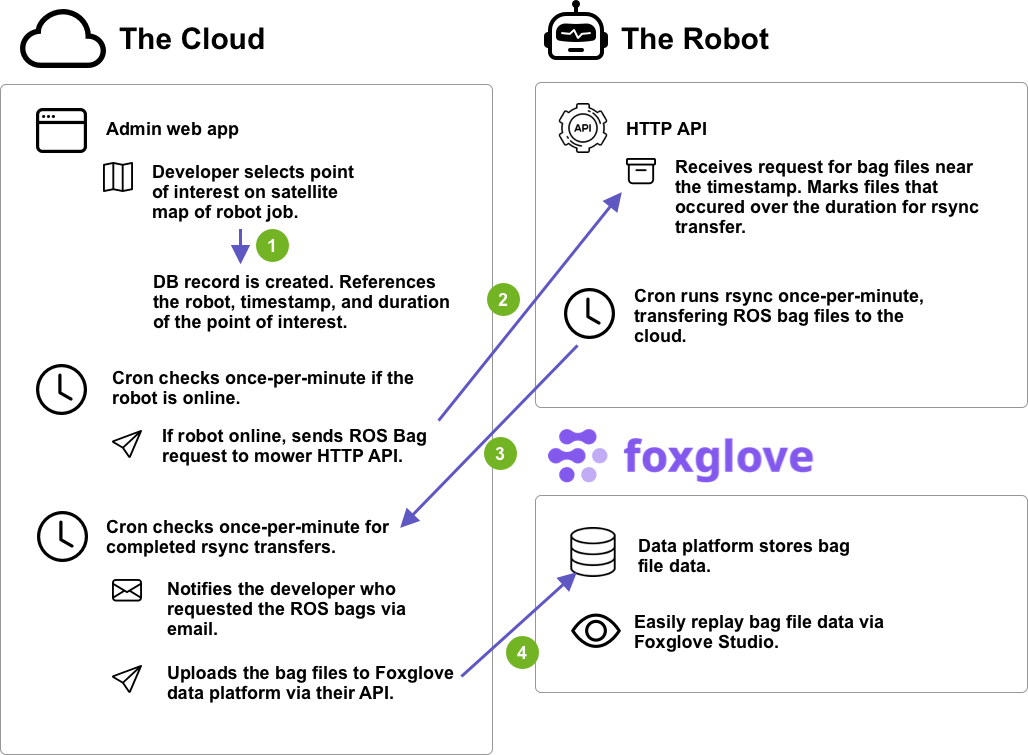 The Cloud
Admin web app
Developer selects point
of interest on satellite
map of robot job.
1
DB record is created. References
the robot, timestamp, and duration
of the point of interest.
2
Cron checks once-per-minute if the
robot is online.
If robot online, sends ROS Bag
request to mower HTTP API.
3
Cron checks once-per-minute for
completed rsync transfers.
Notifies the developer who
requested the ROS bags via
email.
Uploads the bag files to Foxglove
data platform via their API.
4
The Robot
API
HTTP API
Receives request for bag files near
the timestamp. Marks files that
occured over the duration for rsync
transfer.
Cron runs rsync once-per-minute,
transfering ROS bag files to the
cloud.
foxglove
Data platform stores bag
file data.
Easily replay bag file data via
Foxglove Studio.